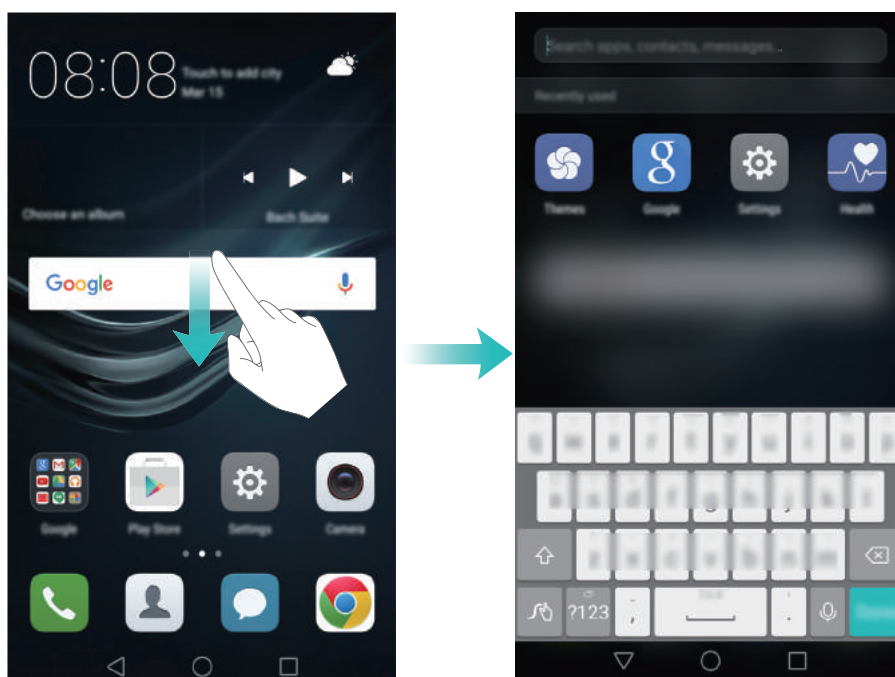 08:08
Touch to add city
Mar 15
Choose an album
Bach Suite
Google
Google
Play Store
Settings
Camera
Search apps, contacts, messages...
Recently used
Themes
Google
Settings
Health
?123